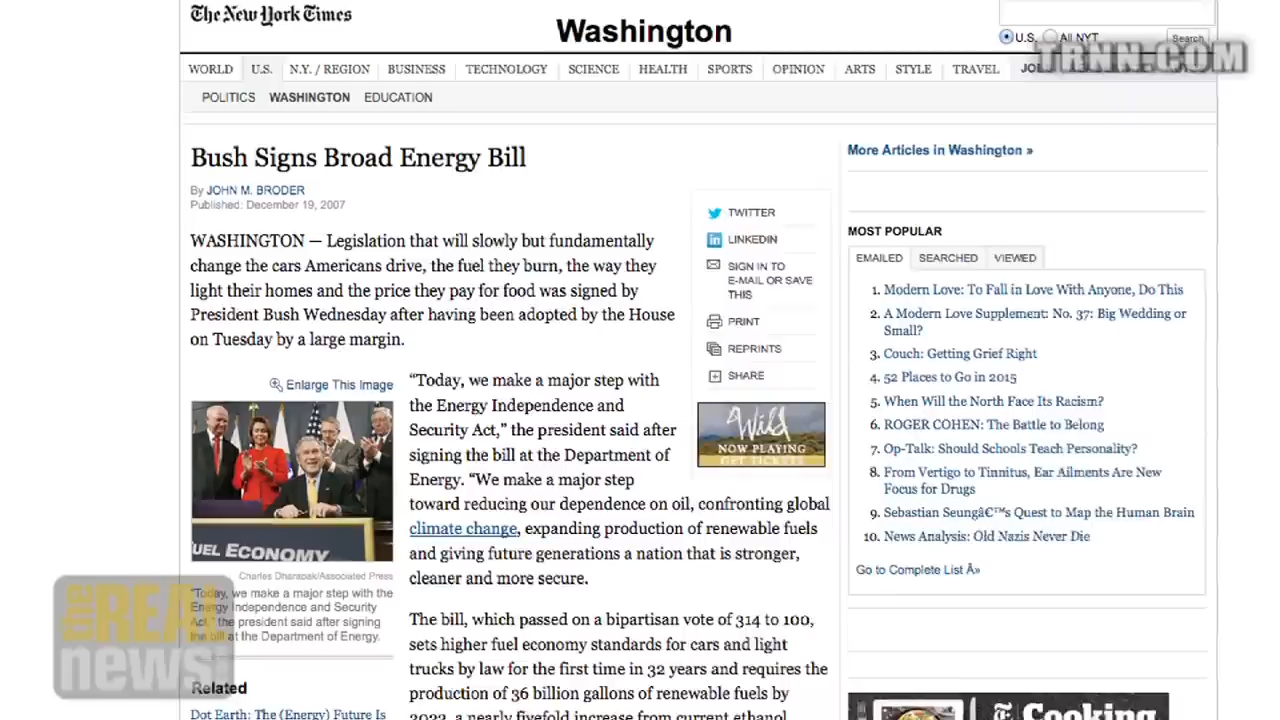 The New York Times
Washington
U.S. All NYT
Search
TRNN.COM
WORLD U.S. N.Y. / REGION BUSINESS TECHNOLOGY SCIENCE HEALTH SPORTS OPINION ARTS STYLE TRAVEL
POLITICS WASHINGTON EDUCATION
Bush Signs Broad Energy Bill
By JOHN M. BRODER
Published: December 19, 2007
WASHINGTON — Legislation that will slowly but fundamentally
change the cars Americans drive, the fuel they burn, the way they
light their homes and the price they pay for food was signed by
President Bush Wednesday after having been adopted by the House
on Tuesday by a large margin.
Enlarge This Image
FUEL ECONOMY
Charles Dharapak/Associated Press
"Today, we make a major step with the
Energy Independence and Security
Act," the president said after signing
the bill at the Department of Energy.
Related
Dot Earth: The (Energy) Future Is
“Today, we make a major step with
the Energy Independence and
Security Act,” the president said after
signing the bill at the Department of
Energy. “We make a major step
toward reducing our dependence on oil, confronting global
climate change, expanding production of renewable fuels
and giving future generations a nation that is stronger,
cleaner and more secure.
The bill, which passed on a bipartisan vote of 314 to 100,
sets higher fuel economy standards for cars and light
trucks by law for the first time in 32 years and requires the
production of 36 billion gallons of renewable fuels by
2022, a nearly fivefold increase from current ethanol
TWITTER
LINKEDIN
SIGN IN TO
E-MAIL OR SAVE
THIS
PRINT
REPRINTS
SHARE
Wild
NOW PLAYING
GET TICKETS
More Articles in Washington »
MOST POPULAR
EMAILED SEARCHED VIEWED
1. Modern Love: To Fall in Love With Anyone, Do This
2. A Modern Love Supplement: No. 37: Big Wedding or
Small?
3. Couch: Getting Grief Right
4. 52 Places to Go in 2015
5. When Will the North Face Its Racism?
6. ROGER COHEN: The Battle to Belong
7. Op-Talk: Should Schools Teach Personality?
8. From Vertigo to Tinnitus, Ear Ailments Are New
Focus for Drugs
9. Sebastian Seungâ€™s Quest to Map the Human Brain
10. News Analysis: Old Nazis Never Die
Go to Complete List Â»
Cooking
the REAL
news